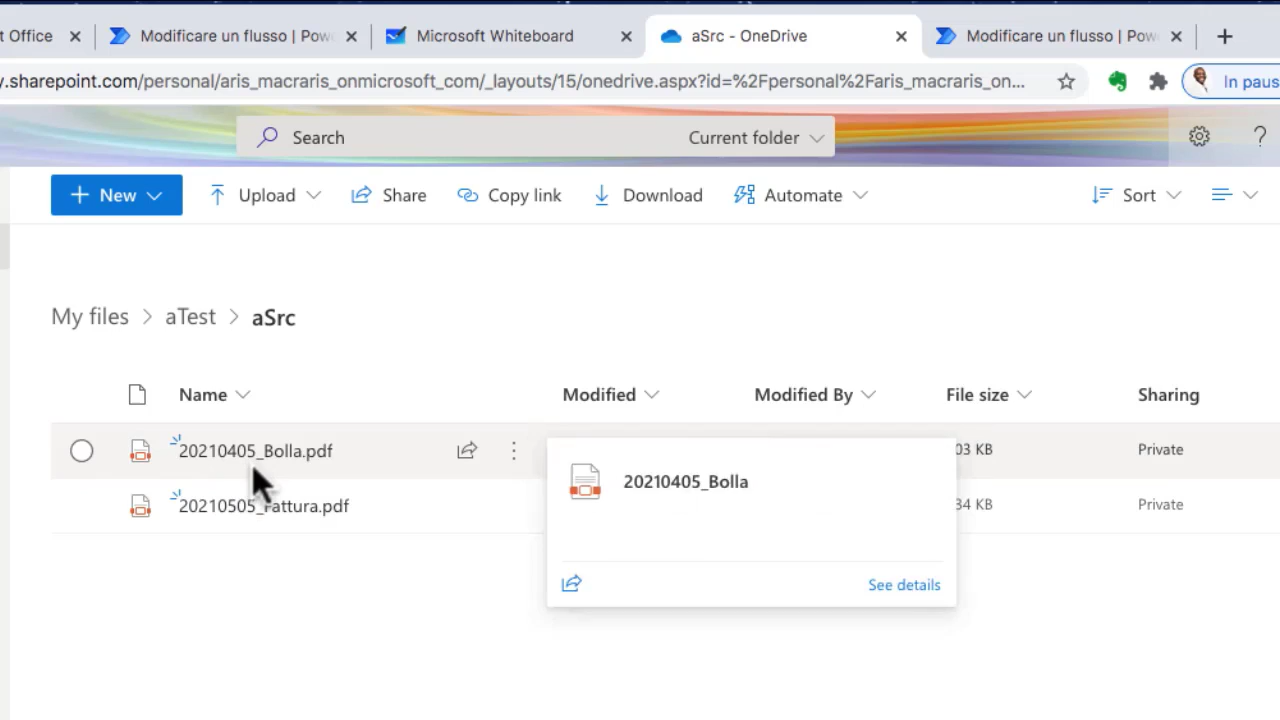 t Office Modificare un flusso | Pow Microsoft Whiteboard aSrc - OneDrive Modificare un flusso | Pow
.sharepoint.com/personal/aris_macraris_onmicrosoft_com/_layouts/15/onedrive.aspx?id=%2Fpersonal%2Faris_macraris_on... In paus
Search Current folder ?
New Upload Share Copy link Download Automate Sort
My files > aTest > aSrc
Name Modified Modified By File size Sharing
20210405_Bolla.pdf 03 KB Private
20210405_Bolla
20210505_Fattura.pdf 34 KB Private
See details